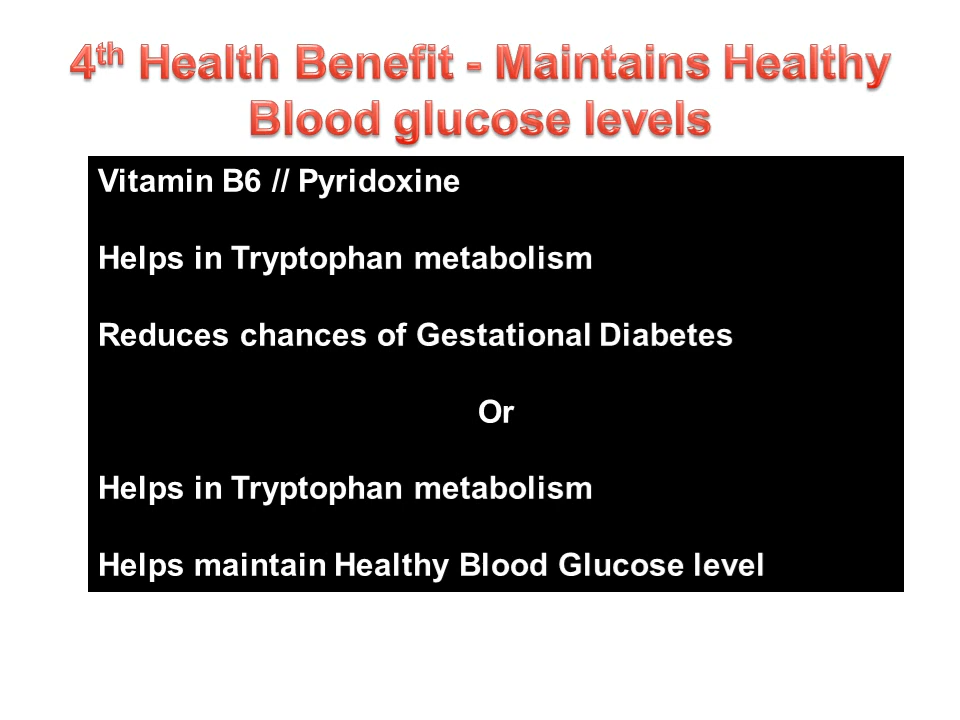 4th Health Benefit - Maintains Healthy
Blood glucose levels
Vitamin B6 // Pyridoxine
Helps in Tryptophan metabolism
Reduces chances of Gestational Diabetes
Or
Helps in Tryptophan metabolism
Helps maintain Healthy Blood Glucose level